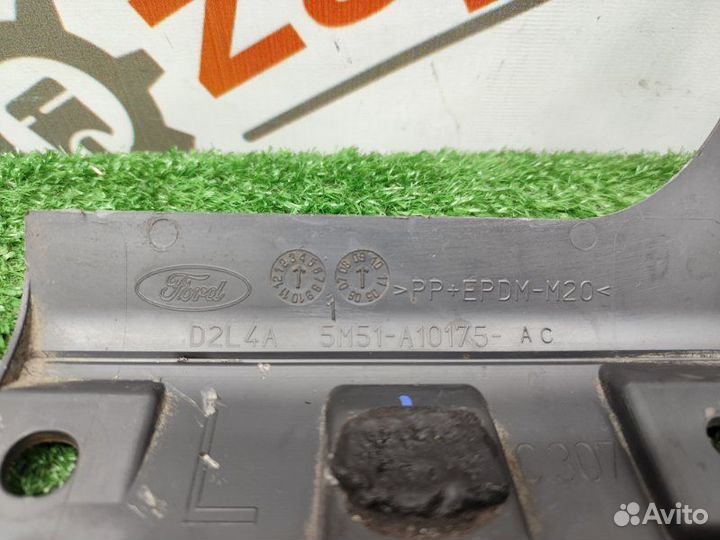 Ford
>PP+EPDM-M20<
D2L4A 5M51-A10175- AC
L
C307
Avito